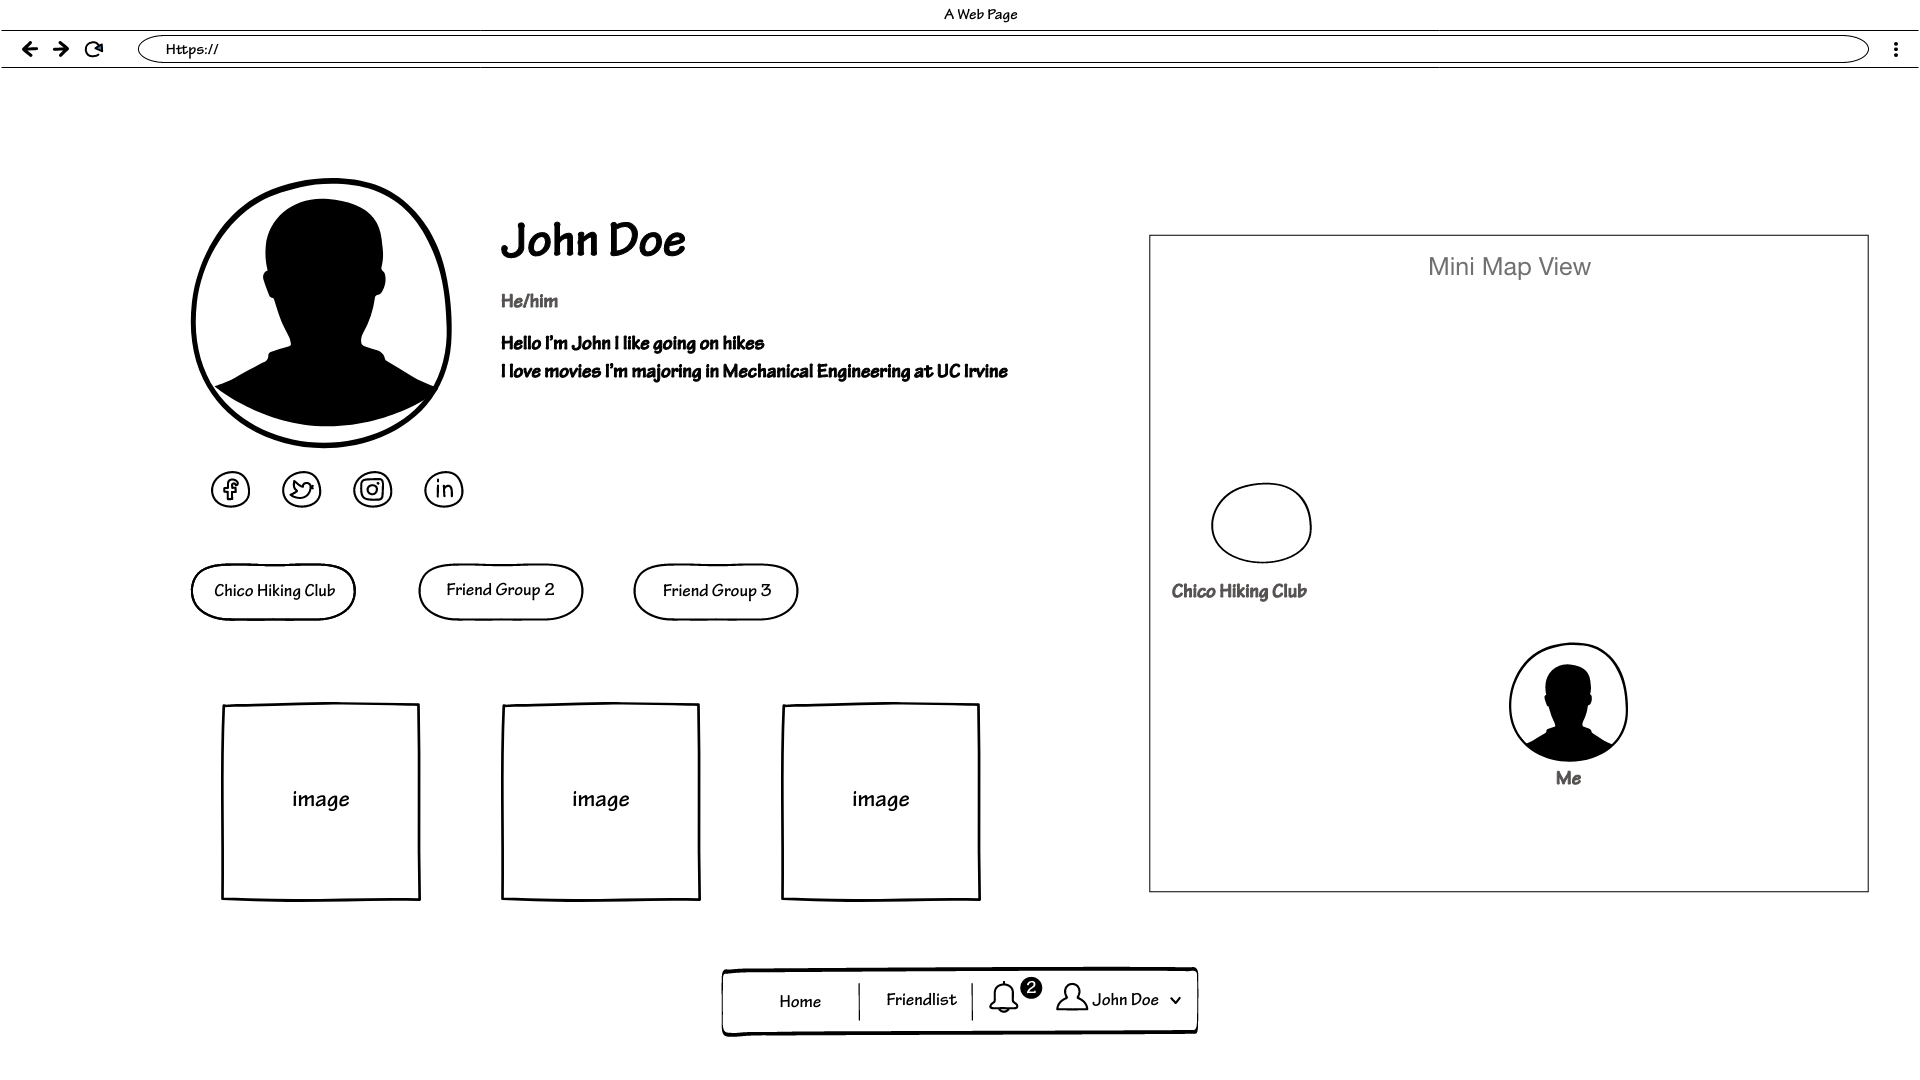 A Web Page
Https://
John Doe
He/him
Hello I'm John I like going on hikes
I love movies I'm majoring in Mechanical Engineering at UC Irvine
in
Chico Hiking Club
Friend Group 2
Friend Group 3
image
image
image
Mini Map View
Chico Hiking Club
Me
Home
Friendlist
2
John Doe